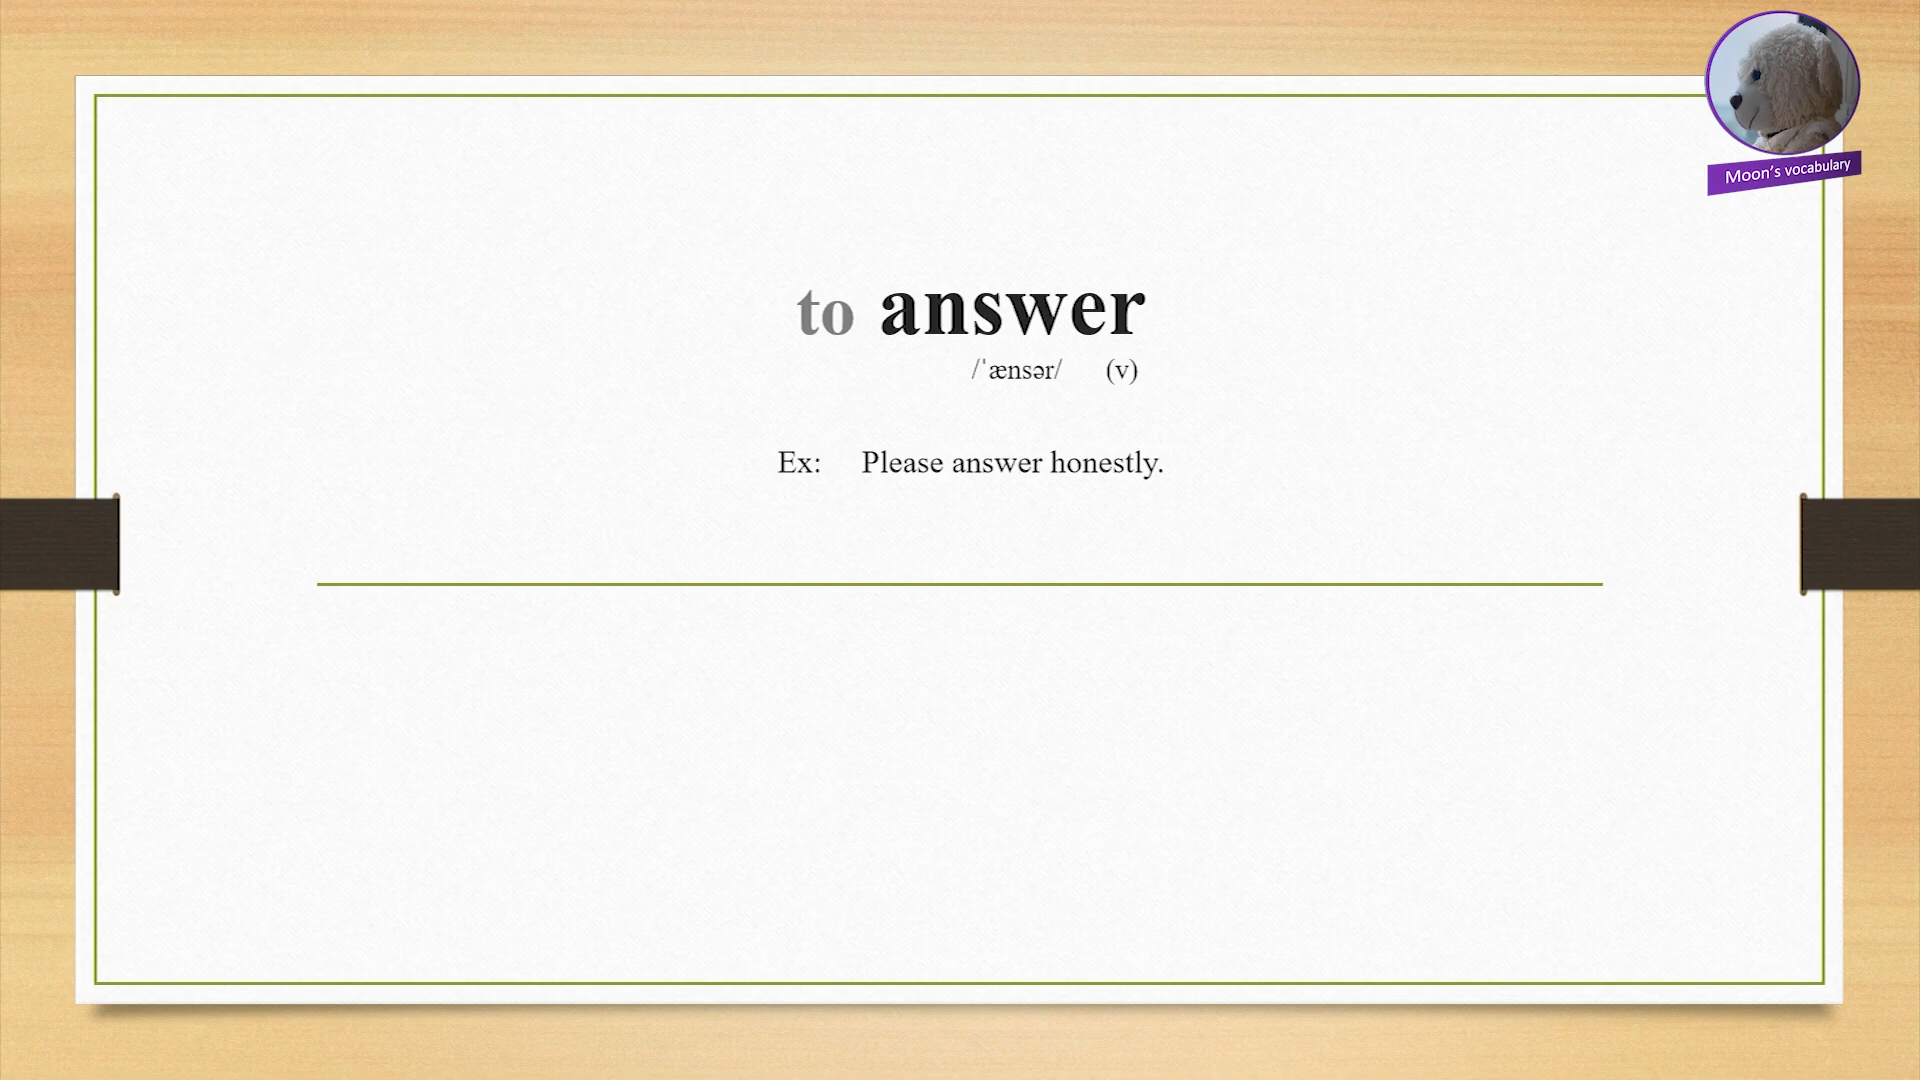 Moon's vocabulary
to answer
/ˈænsər/ (v)
Ex: Please answer honestly.